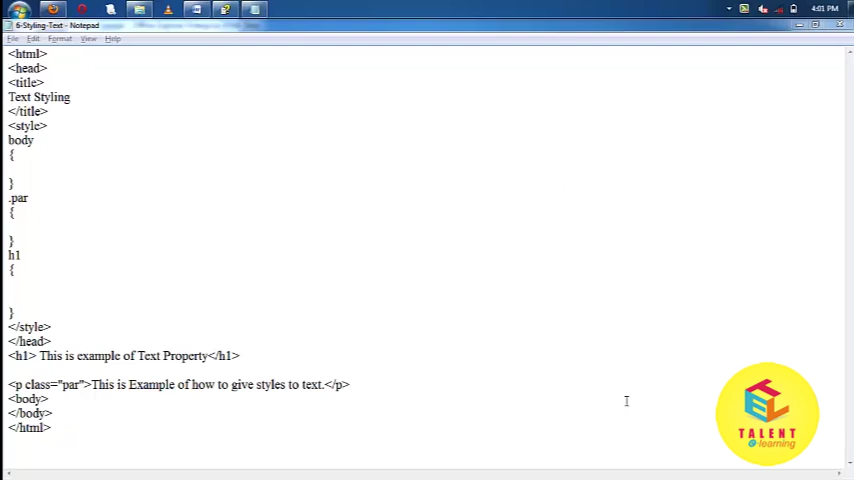 4:01 PM
6-Styling-Text - Notepad
File Edit Format View Help
<html>
<head>
<title>
Text Styling
</title>
<style>
body
{
}
.par
{
}
h1
{
}
</style>
</head>
<h1> This is example of Text Property</h1>
<p class="par">This is Example of how to give styles to text.</p>
<body>
</body>
</html>
TEL
TALENT
e-learning